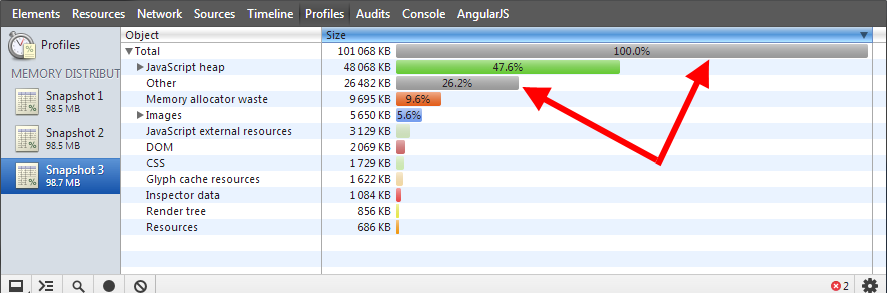 Elements Resources Network Sources Timeline Profiles Audits Console AngularJS
Profiles
MEMORY DISTRIBUT
Snapshot 1
98.5 MB
Snapshot 2
98.5 MB
Snapshot 3
98.7 MB
Object Size
Total 101 068 KB 100.0%
JavaScript heap 48 068 KB 47.6%
Other 26 482 KB 26.2%
Memory allocator waste 9 695 KB 9.6%
Images 5 650 KB 5.6%
JavaScript external resources 3 129 KB
DOM 2 069 KB
CSS 1 729 KB
Glyph cache resources 1 622 KB
Inspector data 1 084 KB
Render tree 856 KB
Resources 686 KB
2